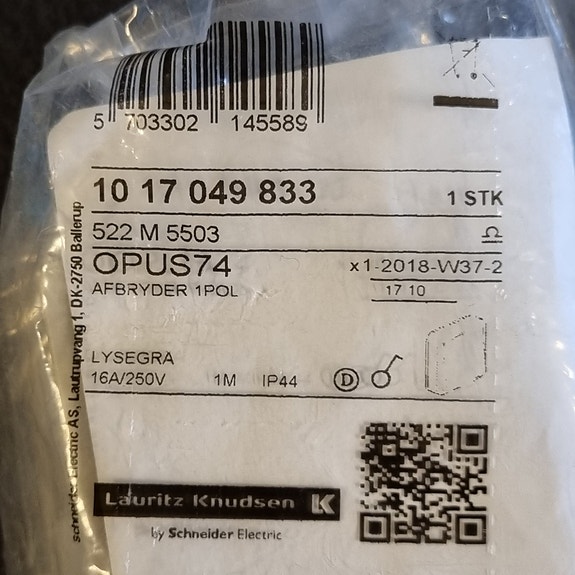 5 703302 145589
10 17 049 833
1 STK
522 M 5503
OPUS74
x1-2018-W37-2
AFBRYDER 1POL
17 10
LYSEGRA
16A/250V 1M IP44 D
Lauritz Knudsen K
by Schneider Electric
Schneider Electric AS, Lautrupvang 1, DK-2750 Ballerup